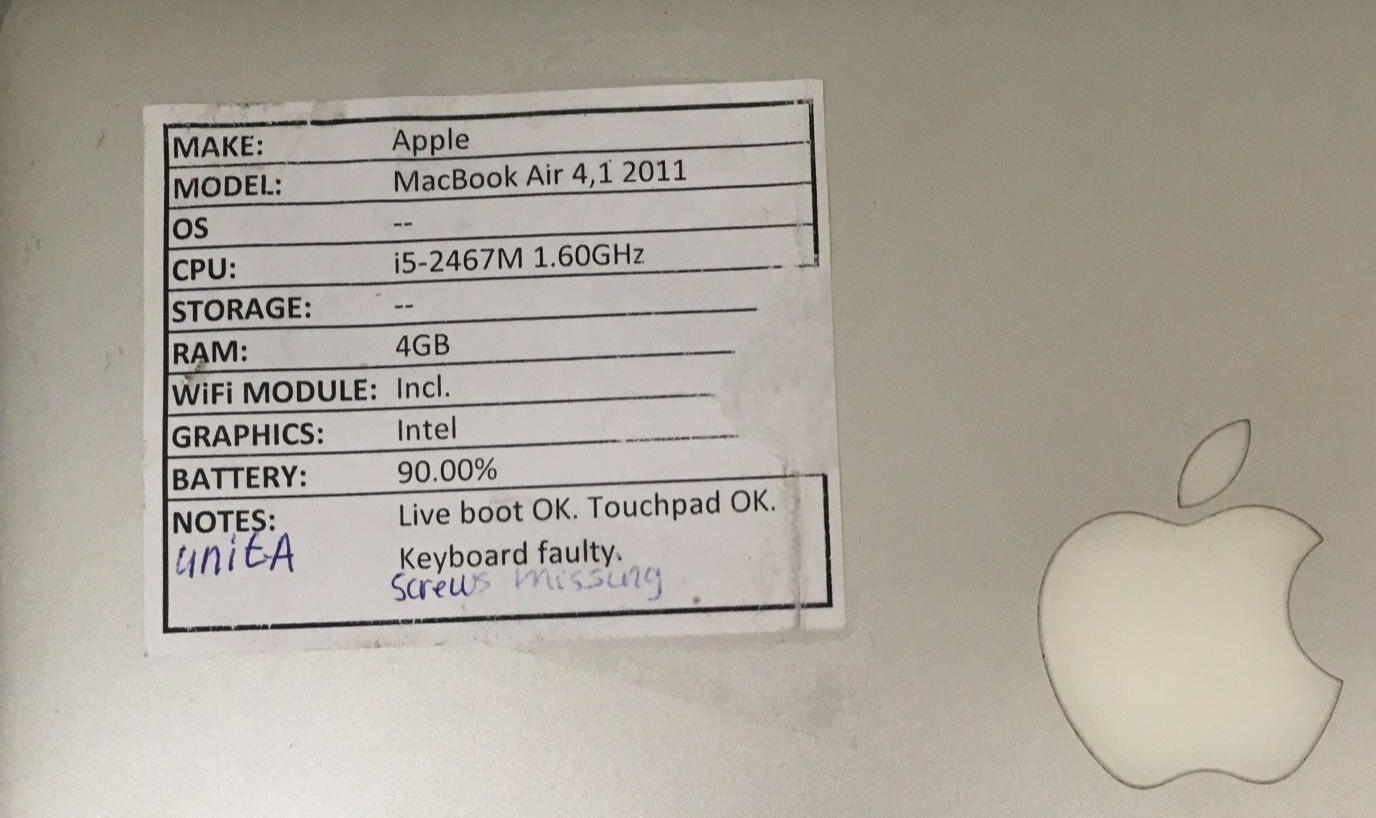 MAKE: Apple
MODEL: MacBook Air 4,1 2011
OS --
CPU: i5-2467M 1.60GHz
STORAGE: --
RAM: 4GB
WiFi MODULE: Incl.
GRAPHICS: Intel
BATTERY: 90.00%
NOTES: Live boot OK. Touchpad OK.
unit A Keyboard faulty.
Screws missing